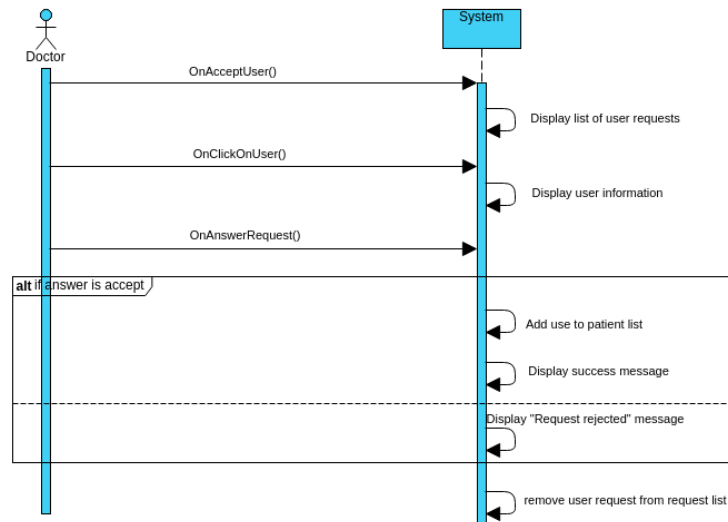 System
Doctor
OnAcceptUser()
Display list of user requests
OnClickOnUser()
Display user information
OnAnswerRequest()
alt if answer is accept
Add use to patient list
Display success message
Display "Request rejected" message
remove user request from request list